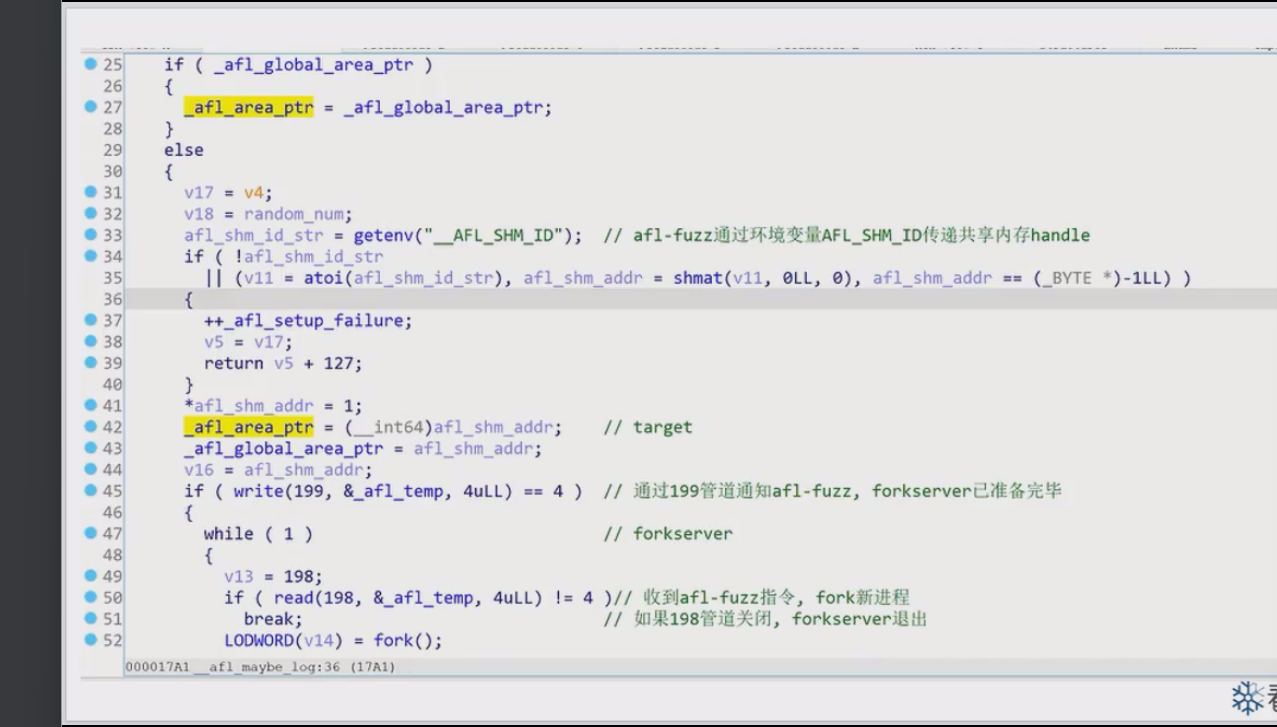 25 if ( _afl_global_area_ptr )
26 {
27 _afl_area_ptr = _afl_global_area_ptr;
28 }
29 else
30 {
31 v17 = v4;
32 v18 = random_num;
33 afl_shm_id_str = getenv("__AFL_SHM_ID"); // afl-fuzz通过环境变量AFL_SHM_ID传递共享内存handle
34 if ( !afl_shm_id_str
35 || (v11 = atoi(afl_shm_id_str), afl_shm_addr = shmat(v11, 0LL, 0), afl_shm_addr == (_BYTE *)-1LL) )
36 {
37 ++_afl_setup_failure;
38 v5 = v17;
39 return v5 + 127;
40 }
41 *afl_shm_addr = 1;
42 _afl_area_ptr = (__int64)afl_shm_addr; // target
43 _afl_global_area_ptr = afl_shm_addr;
44 v16 = afl_shm_addr;
45 if ( write(199, &_afl_temp, 4uLL) == 4 ) // 通过199管道通知afl-fuzz, forkserver已准备完毕
46 {
47 while ( 1 ) // forkserver
48 {
49 v13 = 198;
50 if ( read(198, &_afl_temp, 4uLL) != 4 )// 收到afl-fuzz指令, fork新进程
51 break; // 如果198管道关闭, forkserver退出
52 LODWORD(v14) = fork();
000017A1 __afl_maybe_log:36 (17A1)